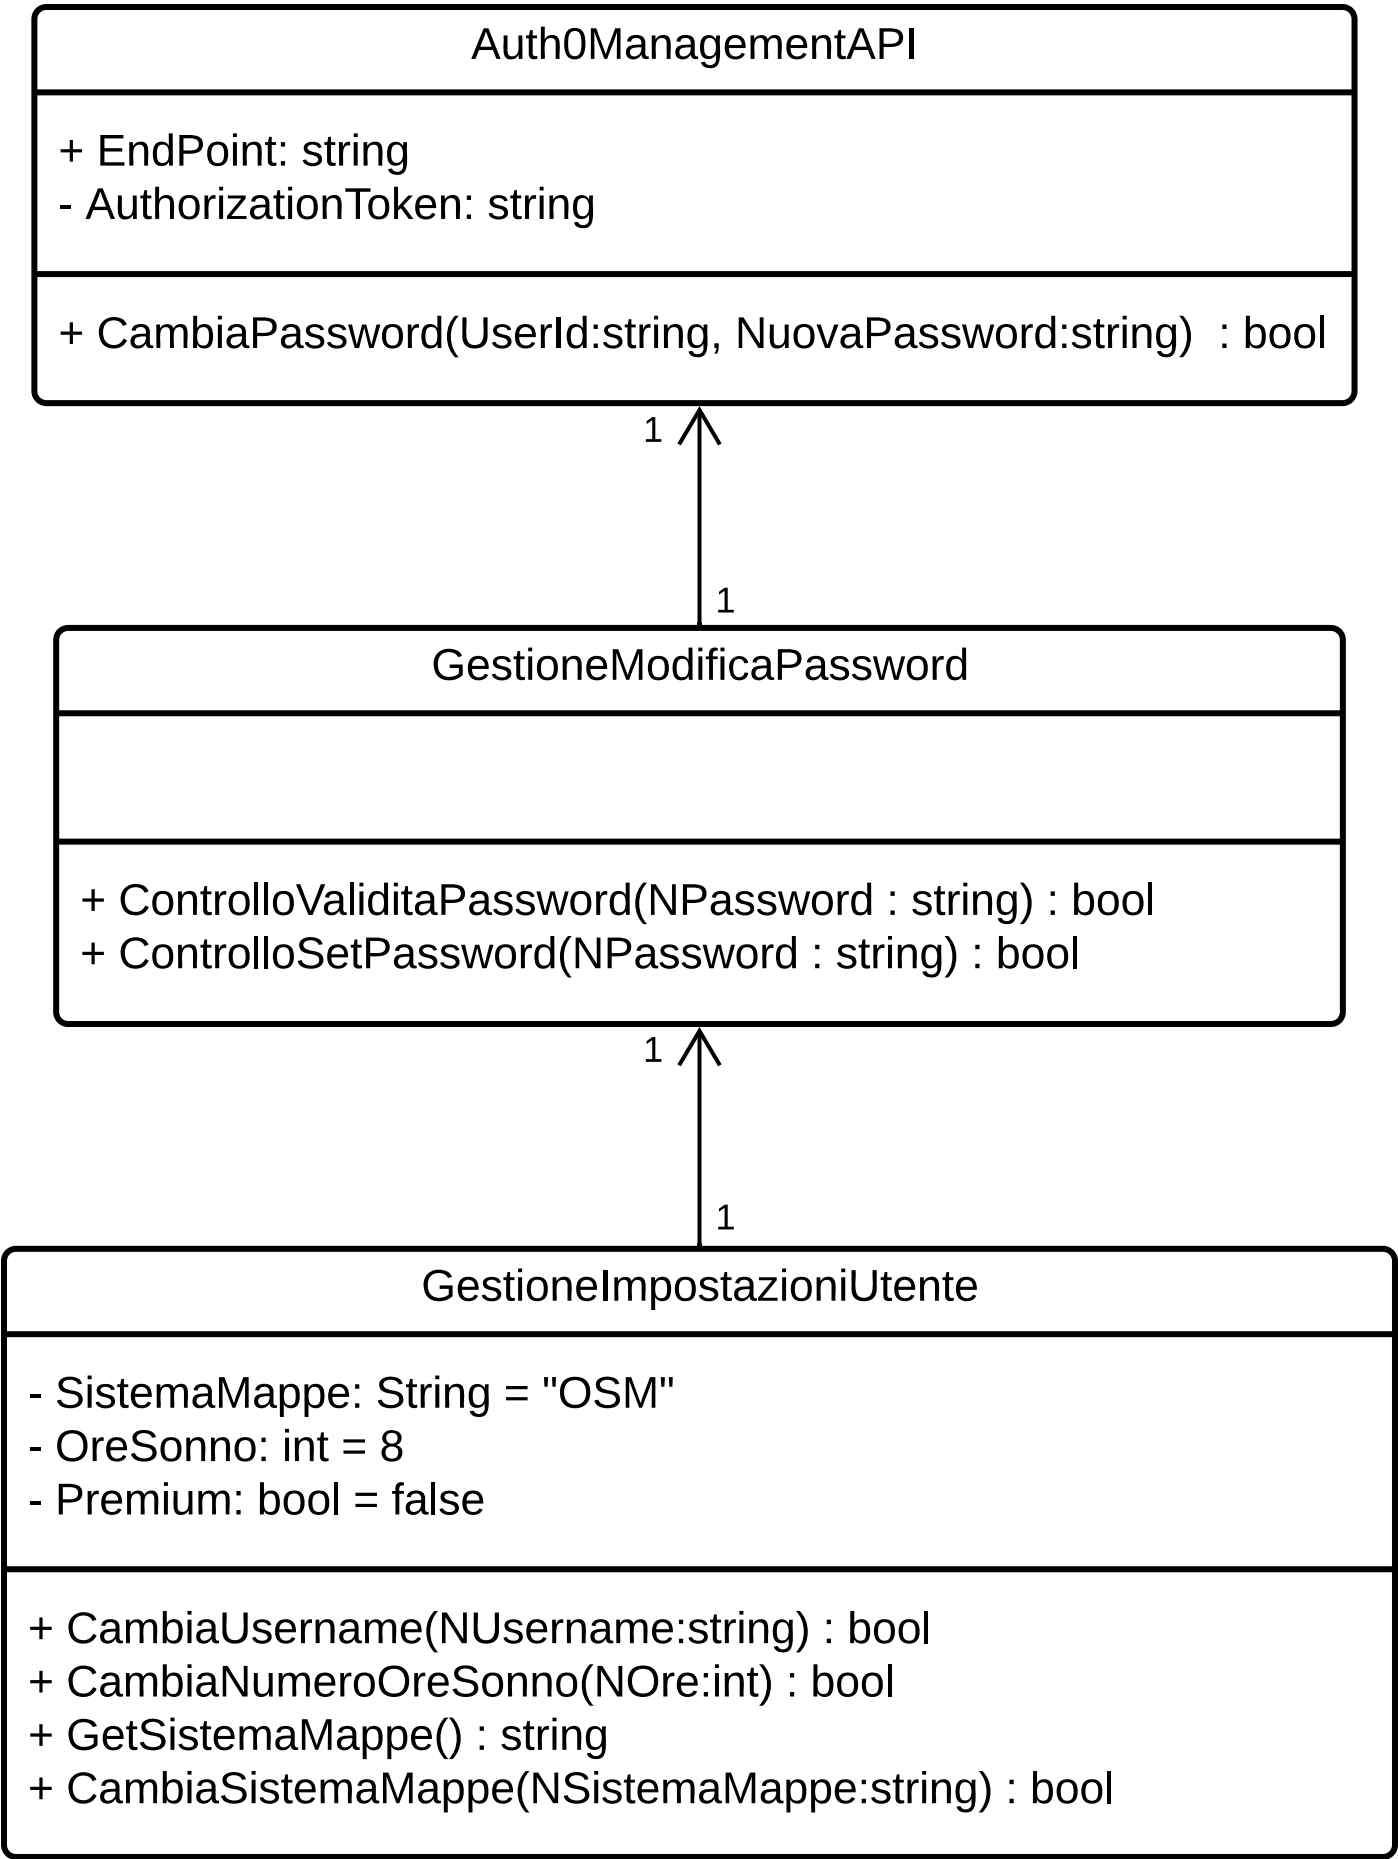 Auth0ManagementAPI
+ EndPoint: string
- AuthorizationToken: string
+ CambiaPassword(UserId:string, NuovaPassword:string)  : bool
1
1
GestioneModificaPassword
+ ControlloValiditaPassword(NPassword : string) : bool
+ ControlloSetPassword(NPassword : string) : bool
1
1
GestioneImpostazioniUtente
- SistemaMappe: String = "OSM"
- OreSonno: int = 8
- Premium: bool = false
+ CambiaUsername(NUsername:string) : bool
+ CambiaNumeroOreSonno(NOre:int) : bool
+ GetSistemaMappe() : string
+ CambiaSistemaMappe(NSistemaMappe:string) : bool